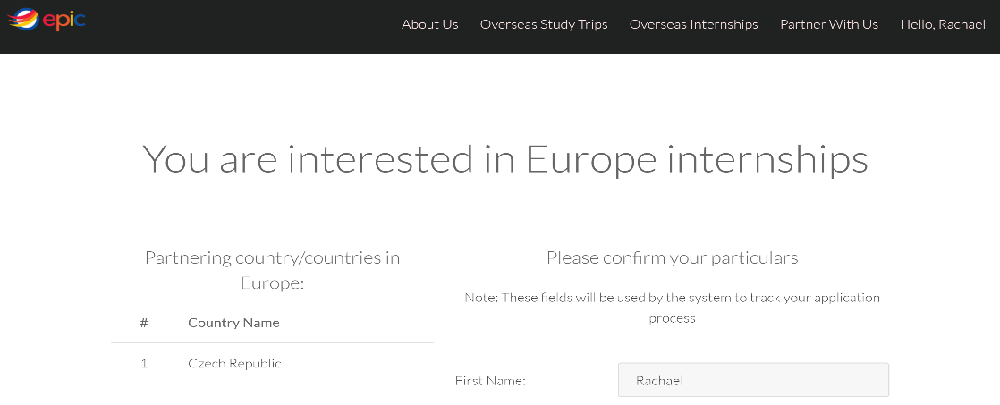 epic
About Us Overseas Study Trips Overseas Internships Partner With Us Hello, Rachael
You are interested in Europe internships
Partnering country/countries in
Europe:
# Country Name
1 Czech Republic
Please confirm your particulars
Note: These fields will be used by the system to track your application
process
First Name: Rachael